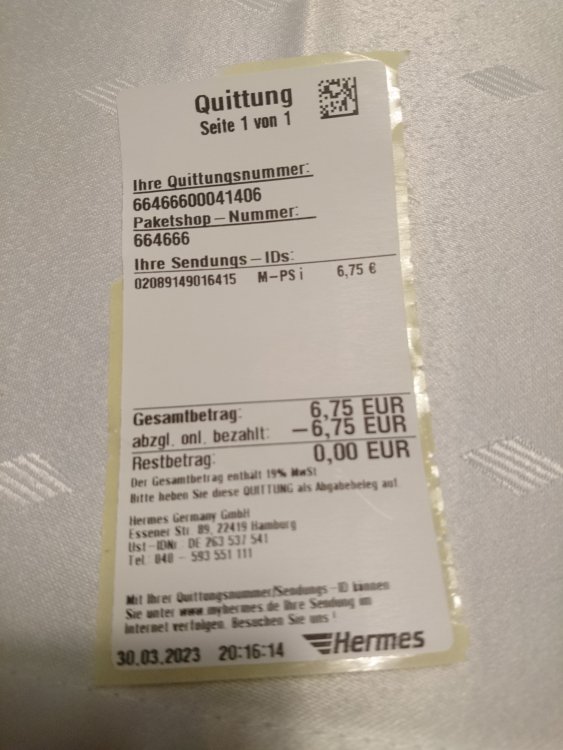 Quittung
Seite 1 von 1
Ihre Quittungsnummer:
66466600041406
Paketshop-Nummer:
664666
Ihre Sendungs-IDs:
02089149016415 M-PS i 6,75 €
Gesamtbetrag: 6,75 EUR
abzgl. onl. bezahlt: -6,75 EUR
Restbetrag: 0,00 EUR
Der Gesamtbetrag enthält 19% MwSt
Bitte heben Sie diese QUITTUNG als Abgabebeleg auf
Hermes Germany GmbH
Essener Str. 89, 22419 Hamburg
Ust-IDNr. DE 263 537 541
Tel.: 040 - 593 551 111
Mit Ihrer Quittungsnummer/Sendungs-ID können
Sie unter www.myhermes.de Ihre Sendung im
Internet verfolgen. Besuchen Sie uns!
30.03.2023 20:16:14 Hermes